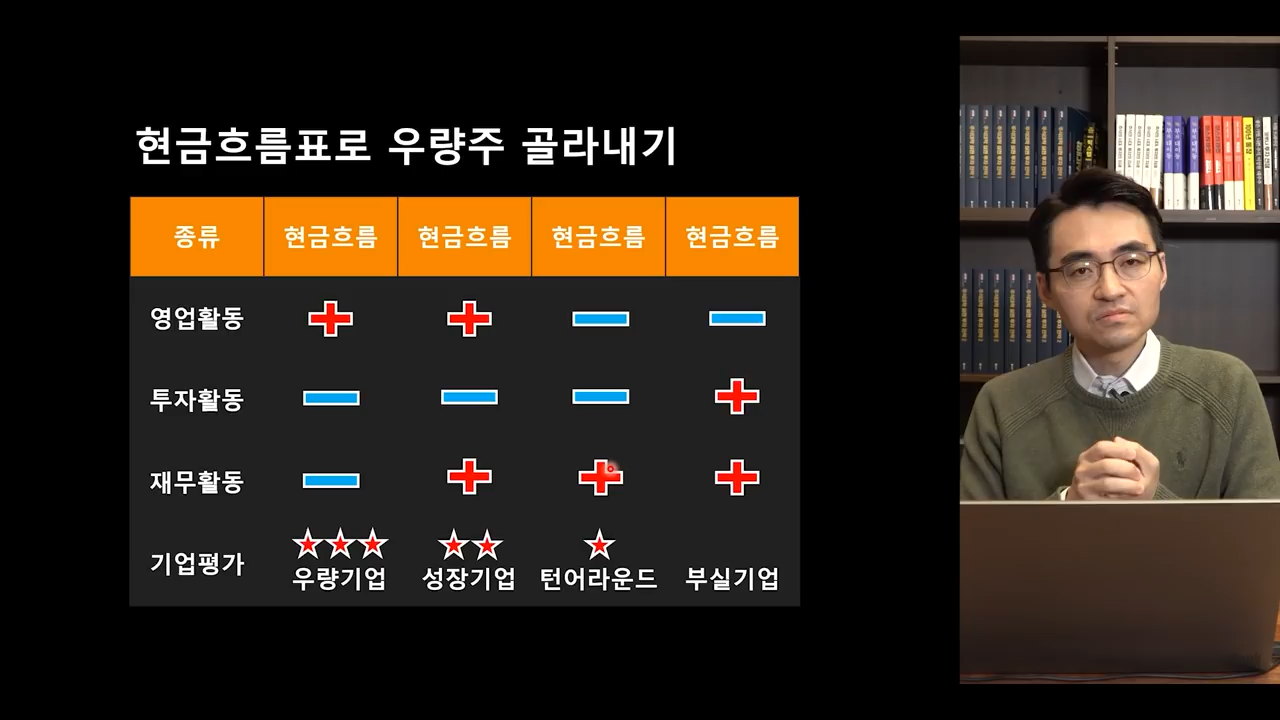 현금흐름표로 우량주 골라내기
종류 현금흐름 현금흐름 현금흐름 현금흐름
영업활동 + + - -
투자활동 - - - +
재무활동 - + + +
기업평가 ★★★ ★★ ★
우량기업 성장기업 턴어라운드 부실기업